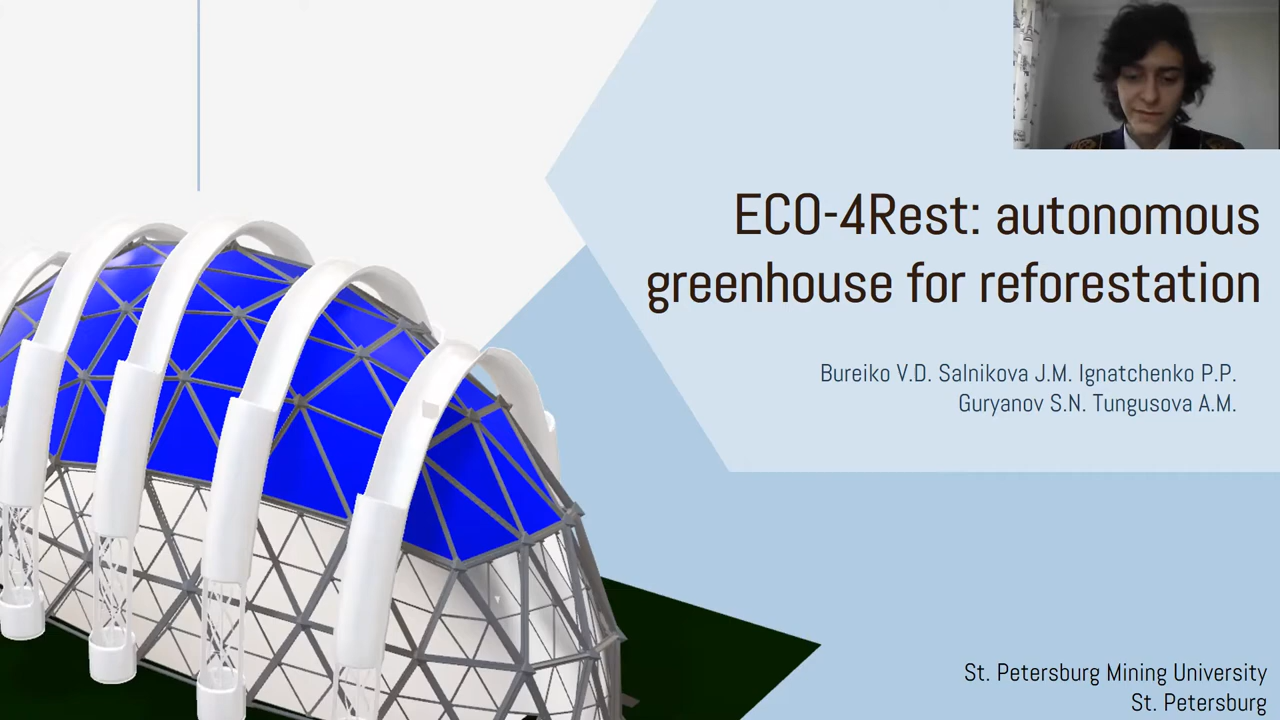 ECO-4Rest: autonomous
greenhouse for reforestation
Bureiko V.D. Salnikova J.M. Ignatchenko P.P.
Guryanov S.N. Tungusova A.M.
St. Petersburg Mining University
St. Petersburg